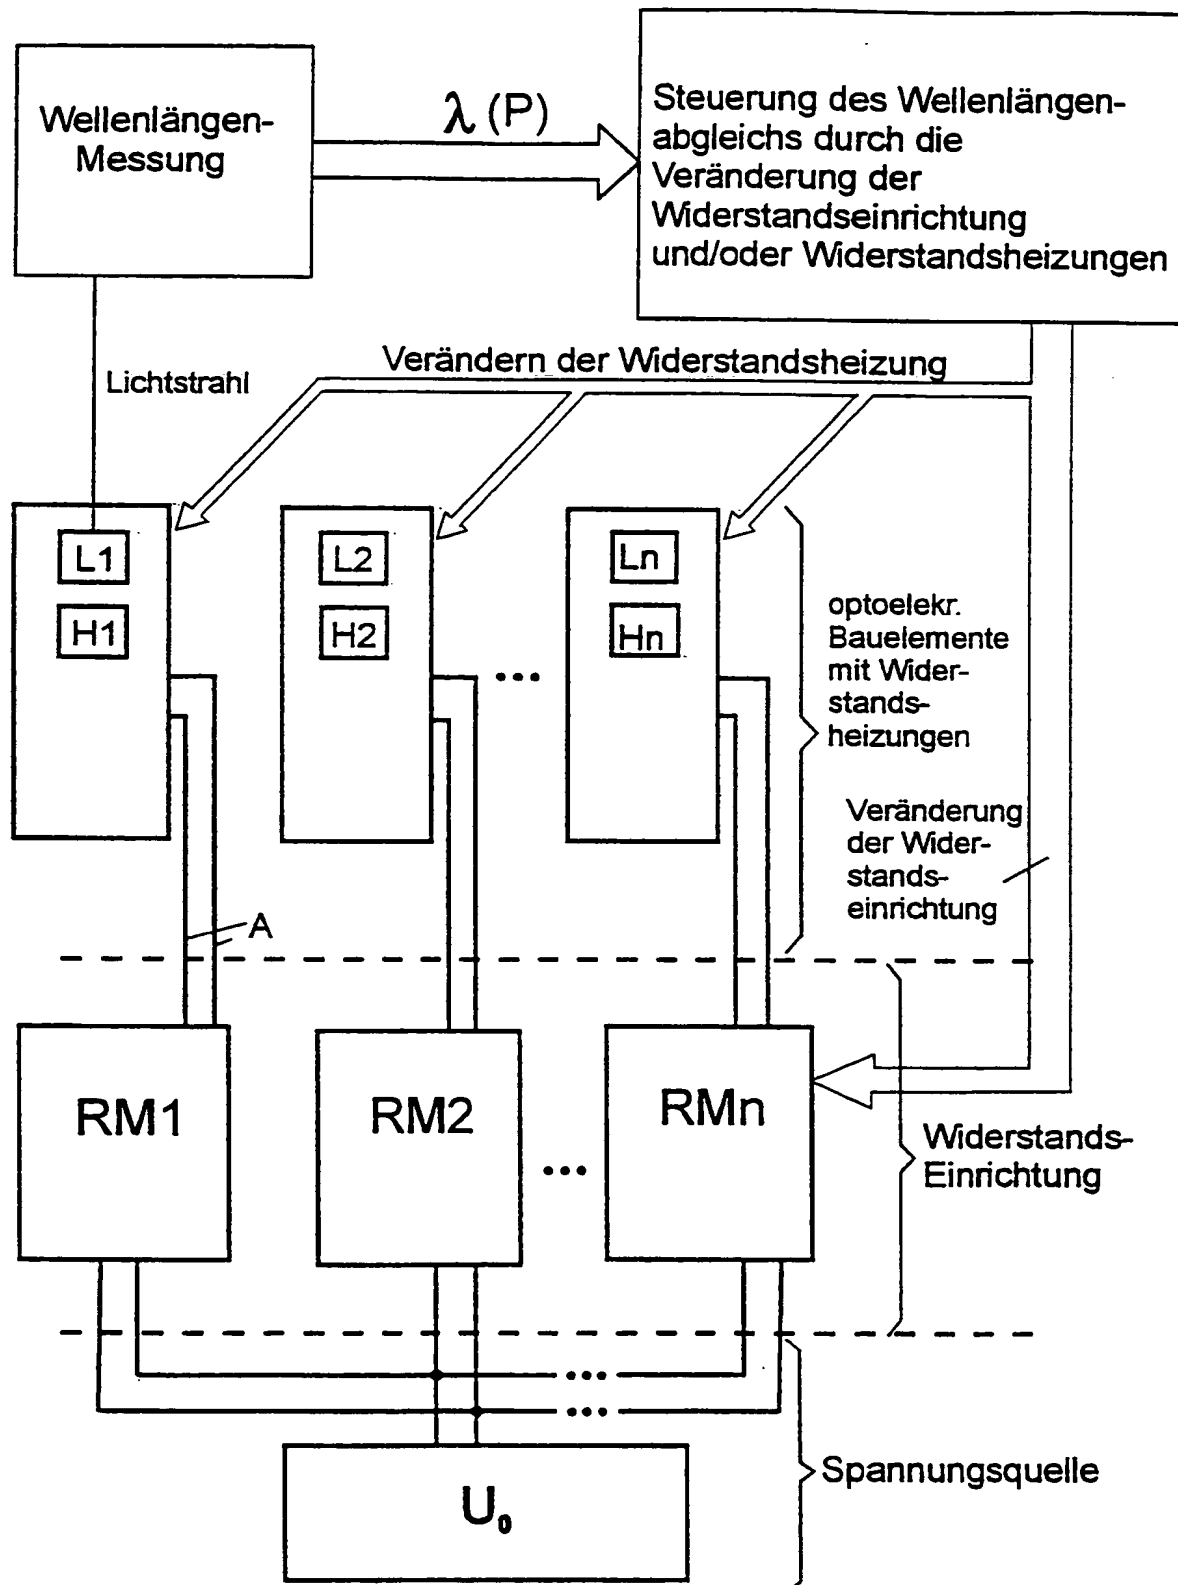 Wellenlängen-
Messung
λ (P)
Steuerung des Wellenlängen-
abgleichs durch die
Veränderung der
Widerstandseinrichtung
und/oder Widerstandsheizungen
Verändern der Widerstandsheizung
Lichtstrahl
L1
H1
L2
H2
...
Ln
Hn
optoelekr.
Bauelemente
mit Wider-
stands-
heizungen
Veränderung
der Wider-
stands-
einrichtung
A
RM1
RM2
...
RMn
Widerstands-
Einrichtung
...
...
U₀
Spannungsquelle